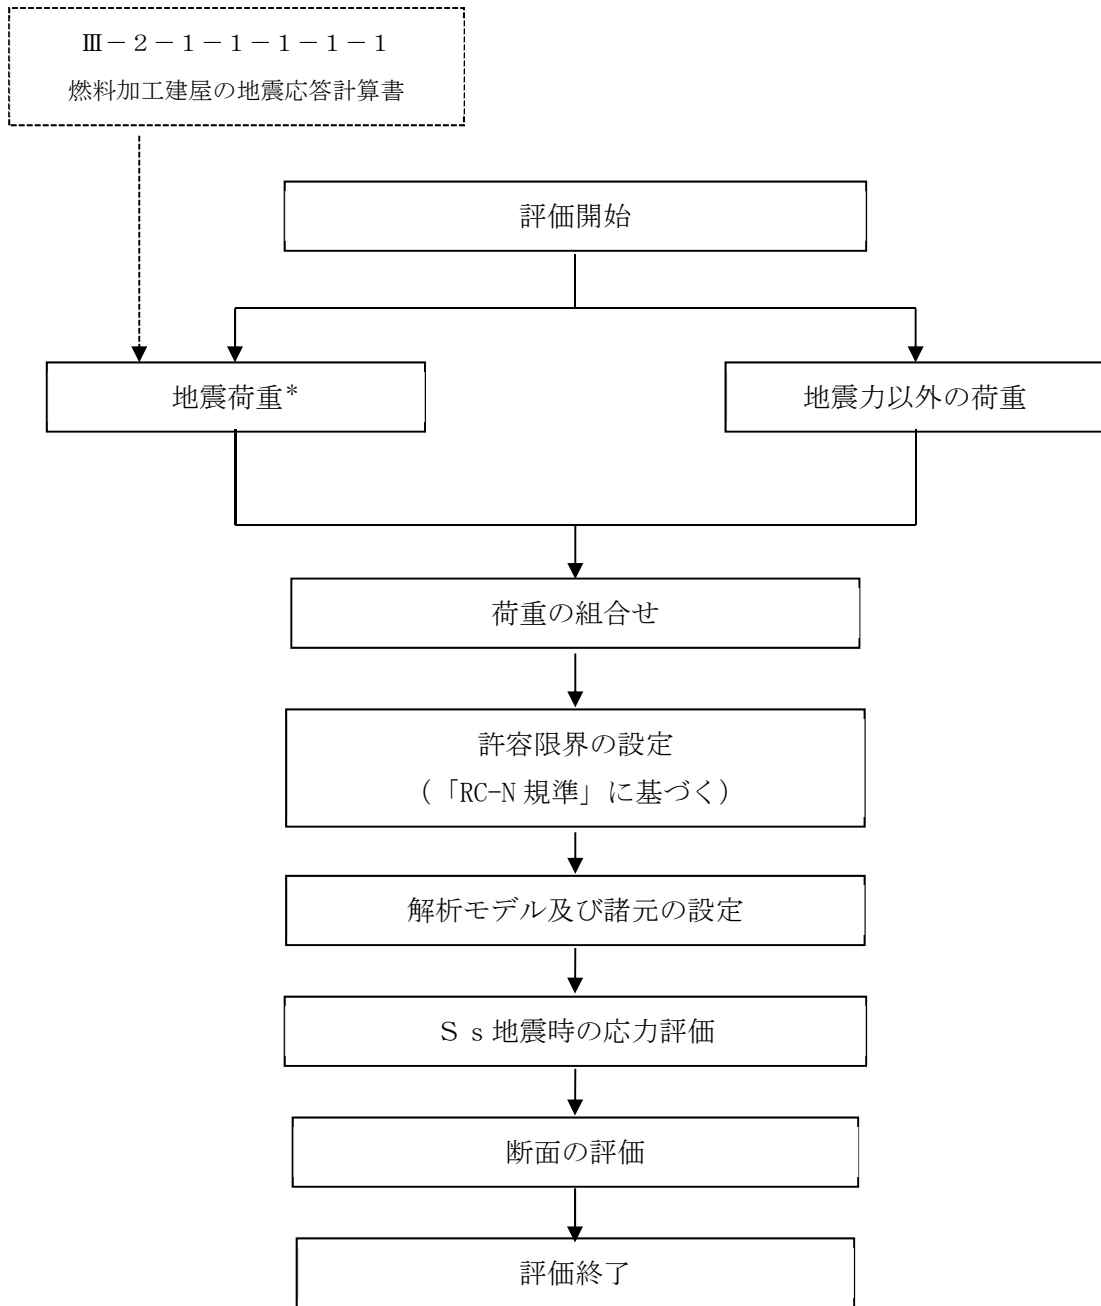 Ⅲ－２－１－１－１－１－１
燃料加工建屋の地震応答計算書
評価開始
地震荷重*
地震力以外の荷重
荷重の組合せ
許容限界の設定
（「RC-N 規準」に基づく）
解析モデル及び諸元の設定
Ｓｓ地震時の応力評価
断面の評価
評価終了